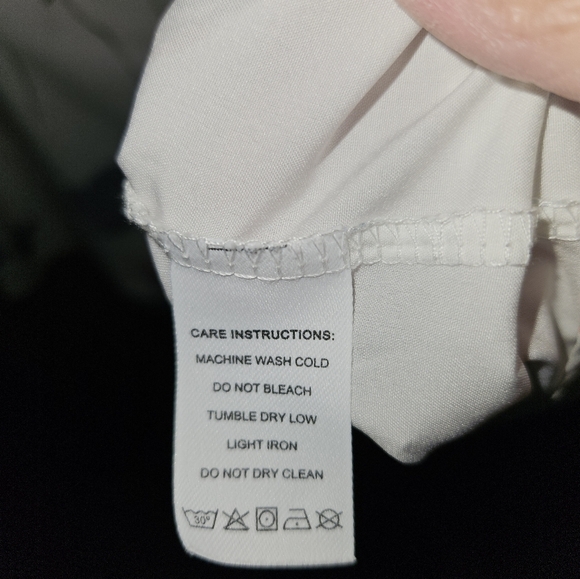 CARE INSTRUCTIONS:
MACHINE WASH COLD
DO NOT BLEACH
TUMBLE DRY LOW
LIGHT IRON
DO NOT DRY CLEAN
30°